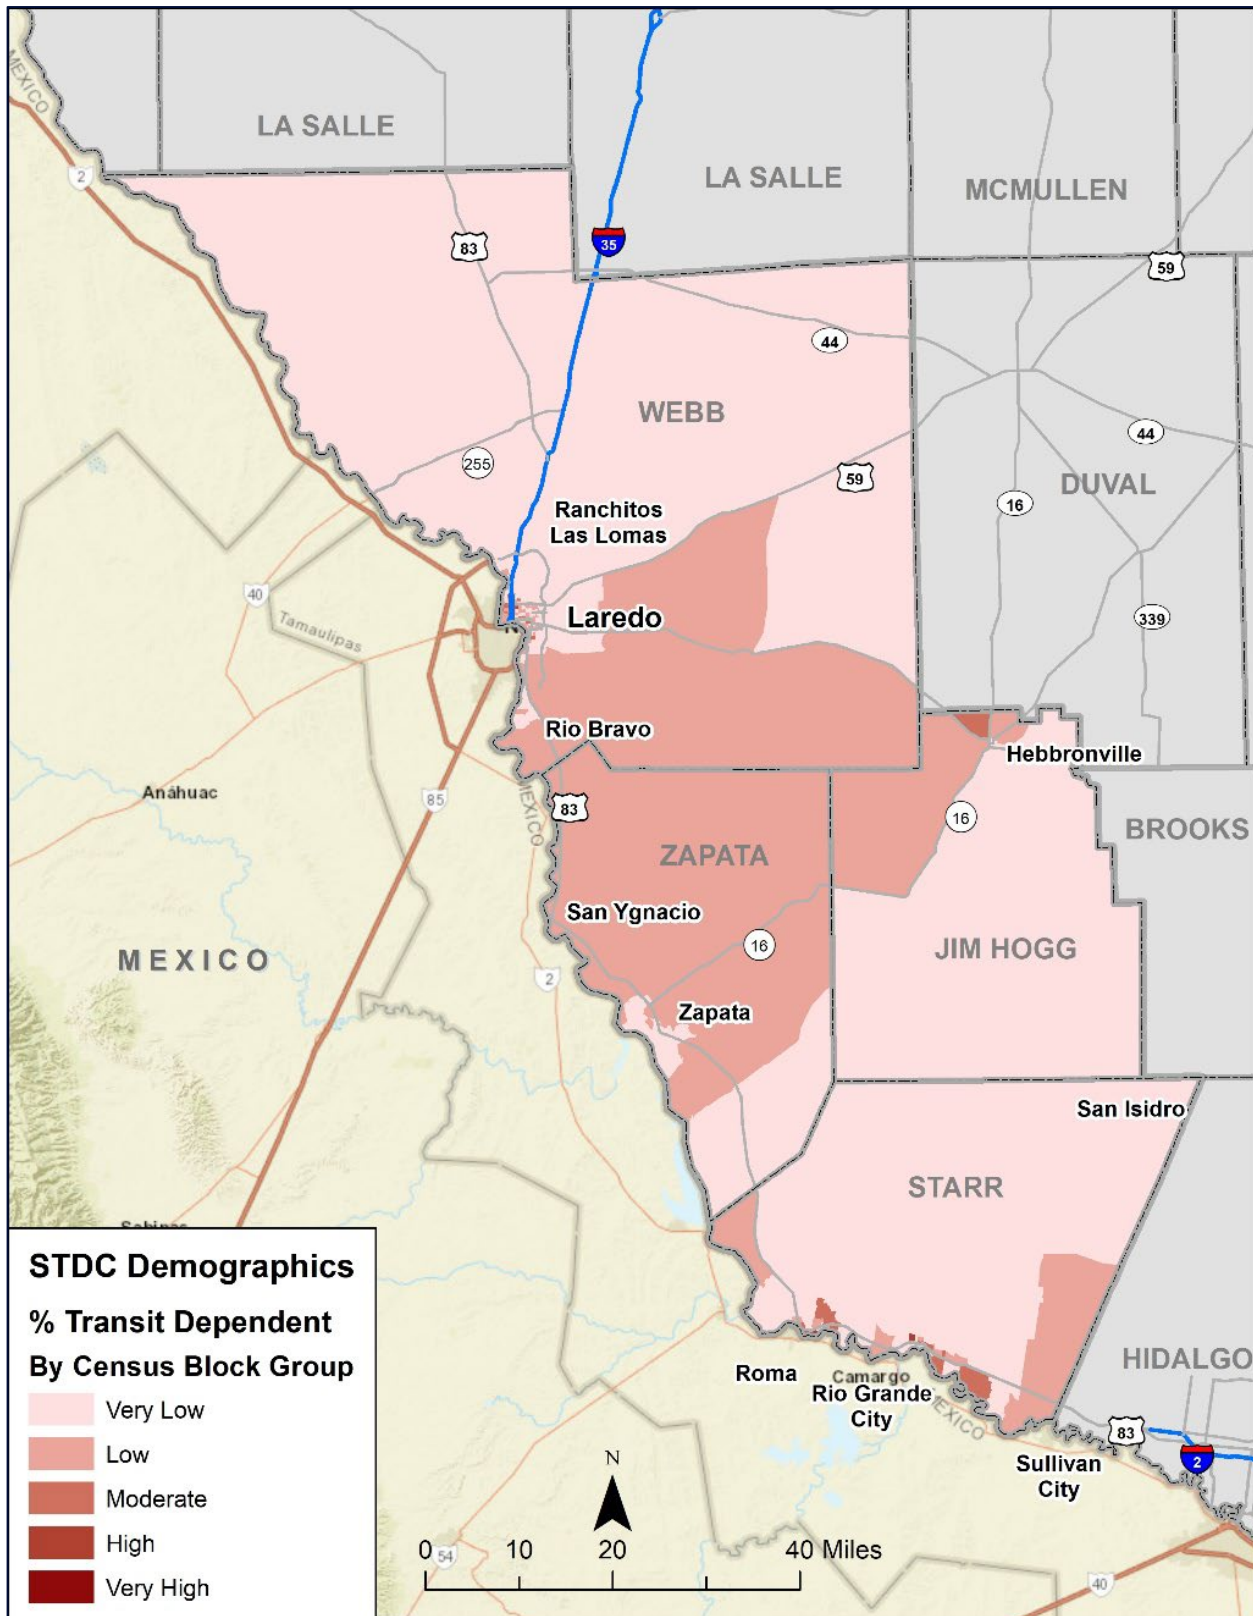 MEXICO
LA SALLE
LA SALLE
MCMULLEN
2
83
35
59
44
WEBB
44
255
59
DUVAL
16
Ranchitos
Las Lomas
40
Tamaulipas
Laredo
N
339
Rio Bravo
Hebbronville
Anáhuac
85
MEXICO
83
16
BROOKS
ZAPATA
San Ygnacio
16
JIM HOGG
MEXICO
2
Zapata
San Isidro
STARR
Sabinas
HIDALGO
Roma
Camargo
Rio Grande
City
MEXICO
83
2
Sullivan
City
STDC Demographics
% Transit Dependent
By Census Block Group
Very Low
Low
Moderate
High
Very High
N
0 10 20 40 Miles
54
40